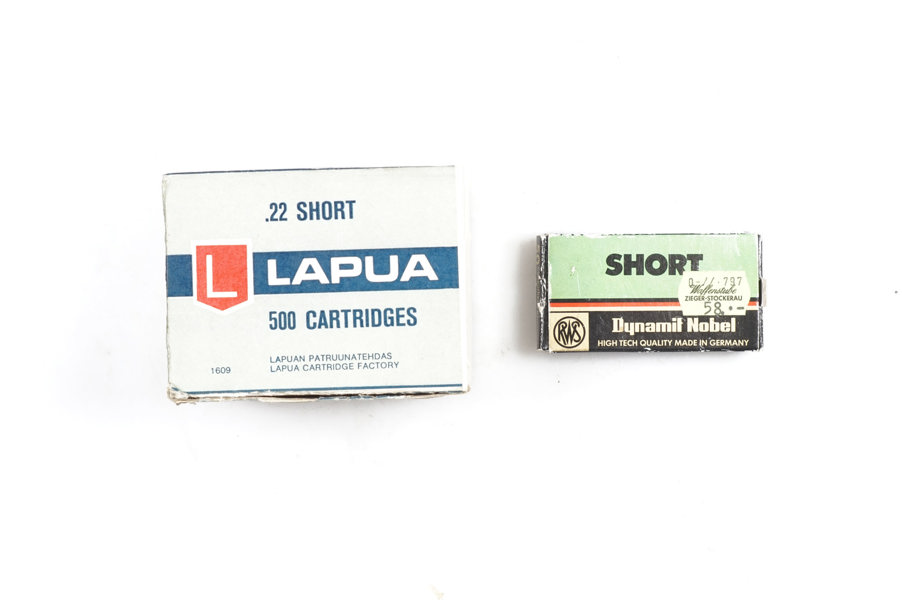 .22 SHORT
L LAPUA
500 CARTRIDGES
LAPUAN PATRUUNATEHDAS
1609 LAPUA CARTRIDGE FACTORY
SHORT
Waffenstube
ZIEGER-STOCKERAU
58.-
RWS Dynamit Nobel
HIGH TECH QUALITY MADE IN GERMANY